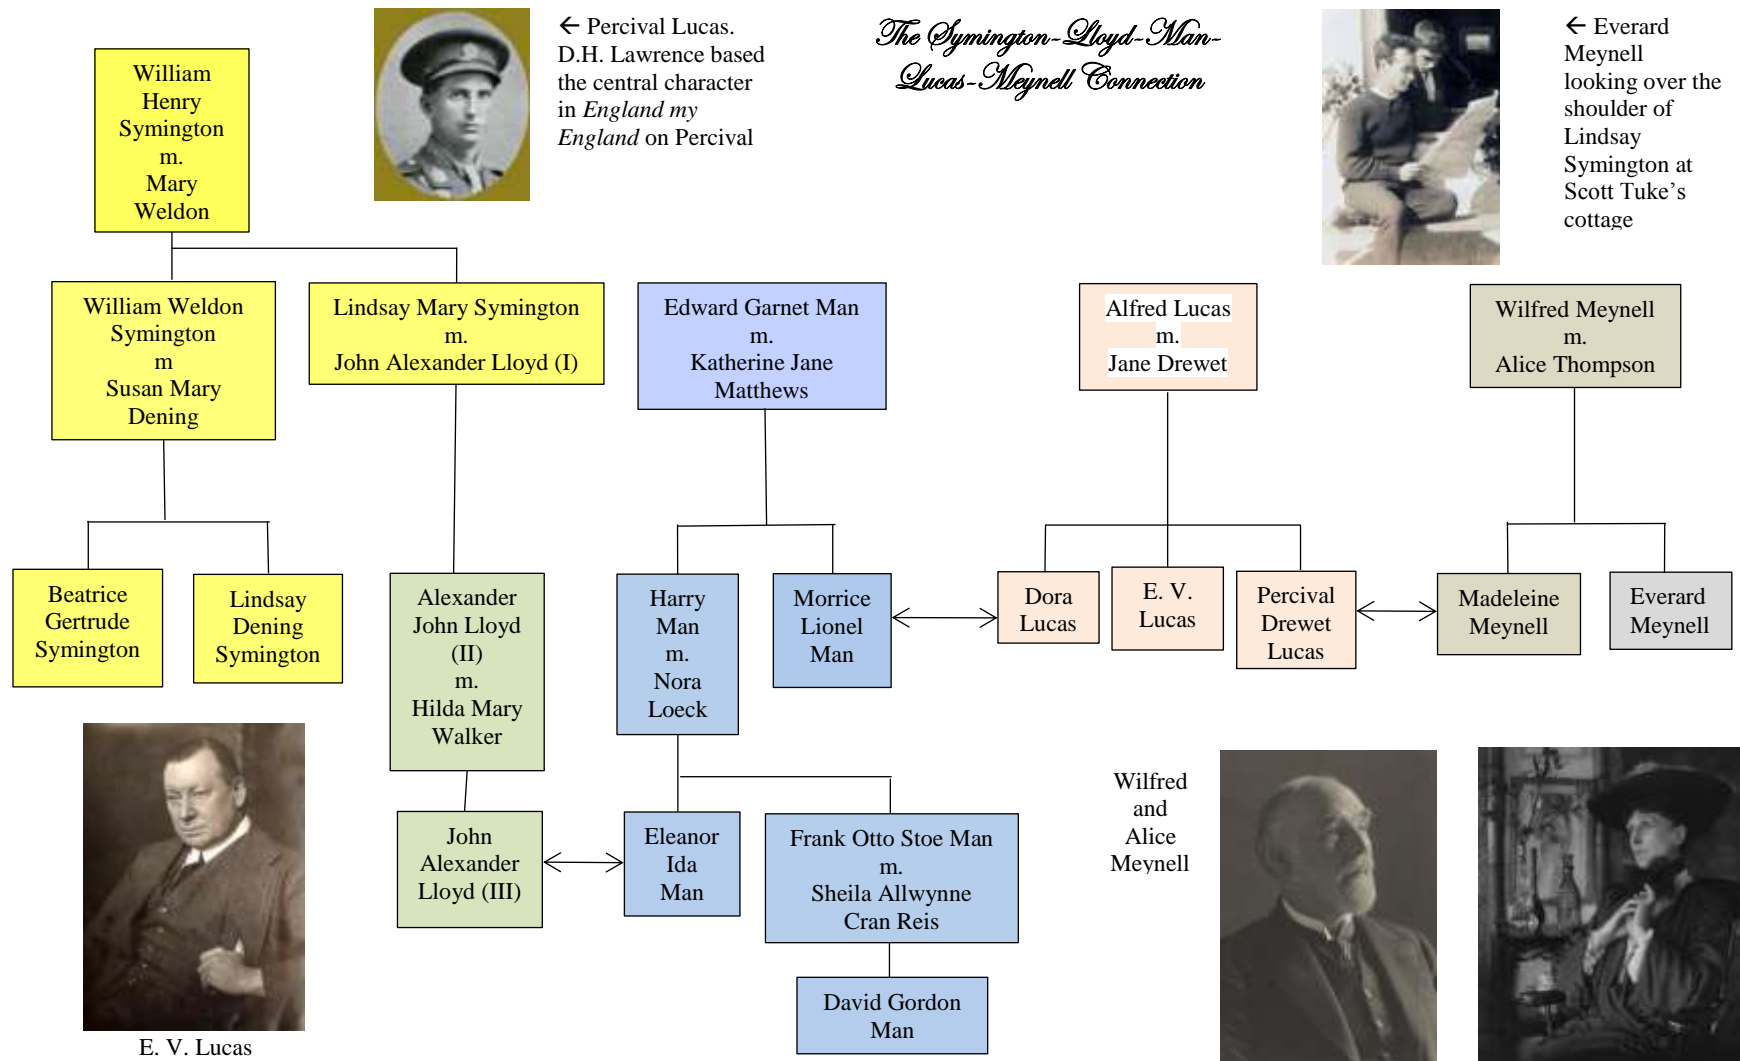 The Symington-Lloyd-Man-
Lucas-Meynell Connection
← Percival Lucas.
D.H. Lawrence based
the central character
in England my
England on Percival
← Everard
Meynell
looking over the
shoulder of
Lindsay
Symington at
Scott Tuke's
cottage
William
Henry
Symington
m.
Mary
Weldon
William Weldon
Symington
m
Susan Mary
Dening
Lindsay Mary Symington
m.
John Alexander Lloyd (I)
Edward Garnet Man
m.
Katherine Jane
Matthews
Alfred Lucas
m.
Jane Drewet
Wilfred Meynell
m.
Alice Thompson
Beatrice
Gertrude
Symington
Lindsay
Dening
Symington
Alexander
John Lloyd
(II)
m.
Hilda Mary
Walker
Harry
Man
m.
Nora
Loeck
Morrice
Lionel
Man
Dora
Lucas
E. V.
Lucas
Percival
Drewet
Lucas
Madeleine
Meynell
Everard
Meynell
John
Alexander
Lloyd (III)
Eleanor
Ida
Man
Frank Otto Stoe Man
m.
Sheila Allwynne
Cran Reis
David Gordon
Man
Wilfred
and
Alice
Meynell
E. V. Lucas